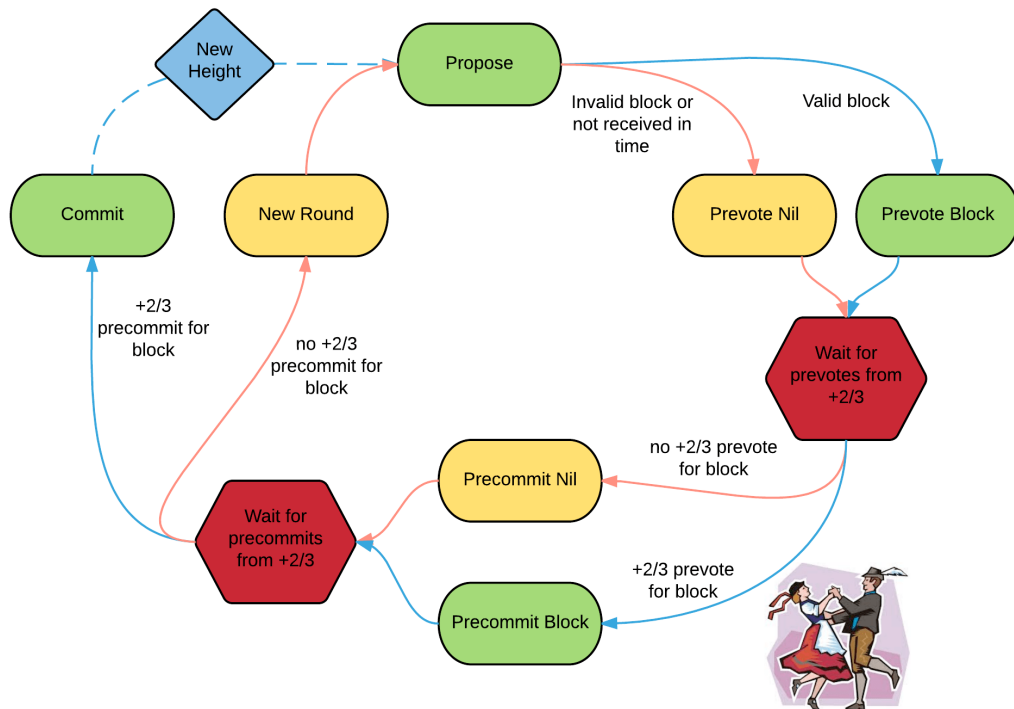 New
Height
Propose
Invalid block or
not received in
time
Valid block
Commit
New Round
Prevote Nil
Prevote Block
+2/3
precommit for
block
no +2/3
precommit for
block
Wait for
prevotes from
+2/3
no +2/3 prevote
for block
Precommit Nil
Wait for
precommits
from +2/3
+2/3 prevote
for block
Precommit Block